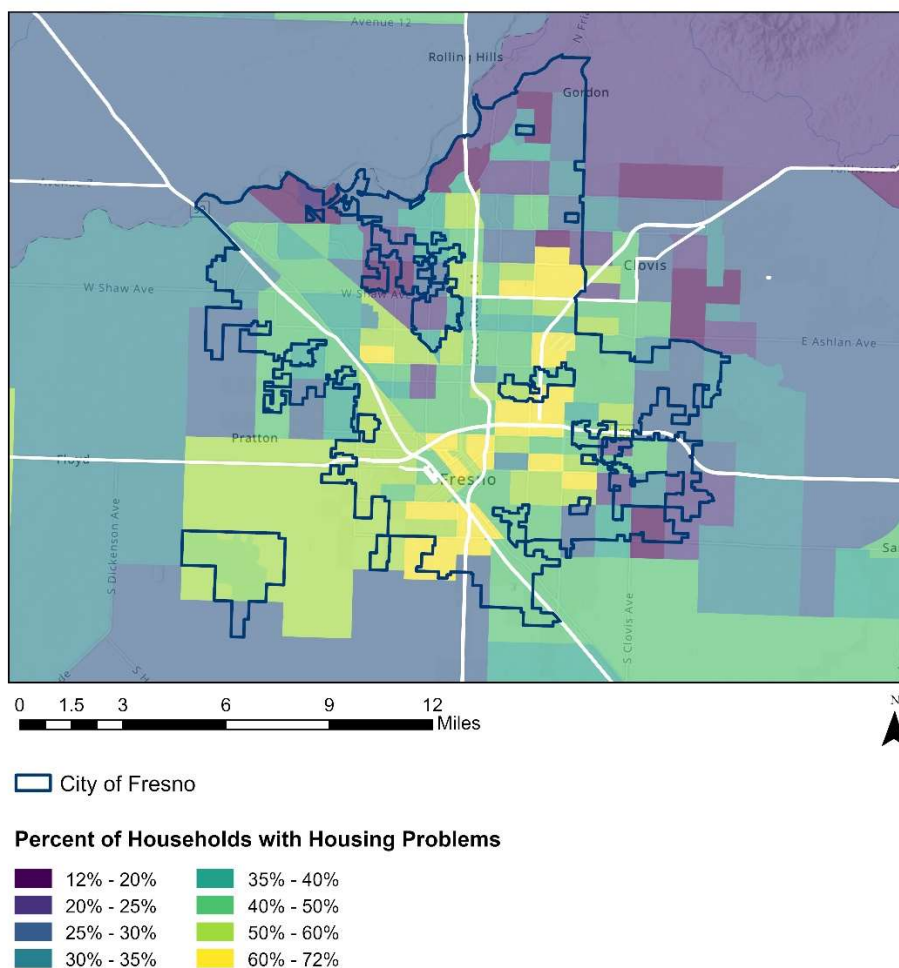 Avenue 12
Rolling Hills
Gordon
W Shaw Ave
W Shaw Ave
Clovis
E Ashlan Ave
Pratton
Floyd
Fresno
S Dickenson Ave
S Clovis Ave
0 1.5 3 6 9 12
Miles
N
City of Fresno
Percent of Households with Housing Problems
12% - 20% 35% - 40%
20% - 25% 40% - 50%
25% - 30% 50% - 60%
30% - 35% 60% - 72%